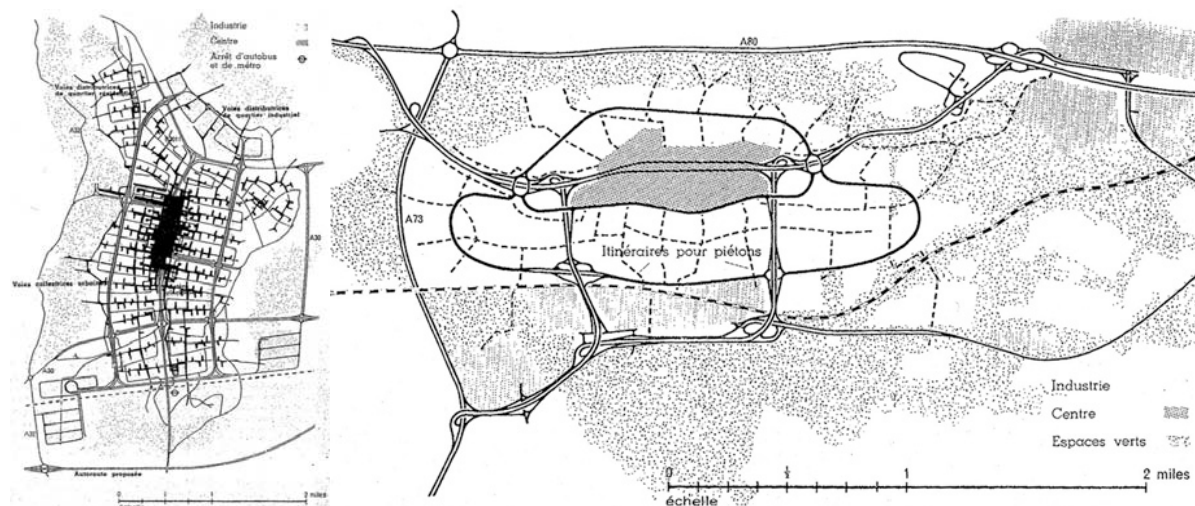 Industrie
Centre
Arrêt d'autobus
et de métro
Voies distributrices
de quartier résidentiel
Voies distributrices
de quartier industriel
A30
Voies collectrices urbaines
A30
A32
Autoroute proposée
0
2 miles
A80
A73
Itinéraires pour piétons
Industrie
Centre
Espaces verts
0
½
1
2 miles
échelle